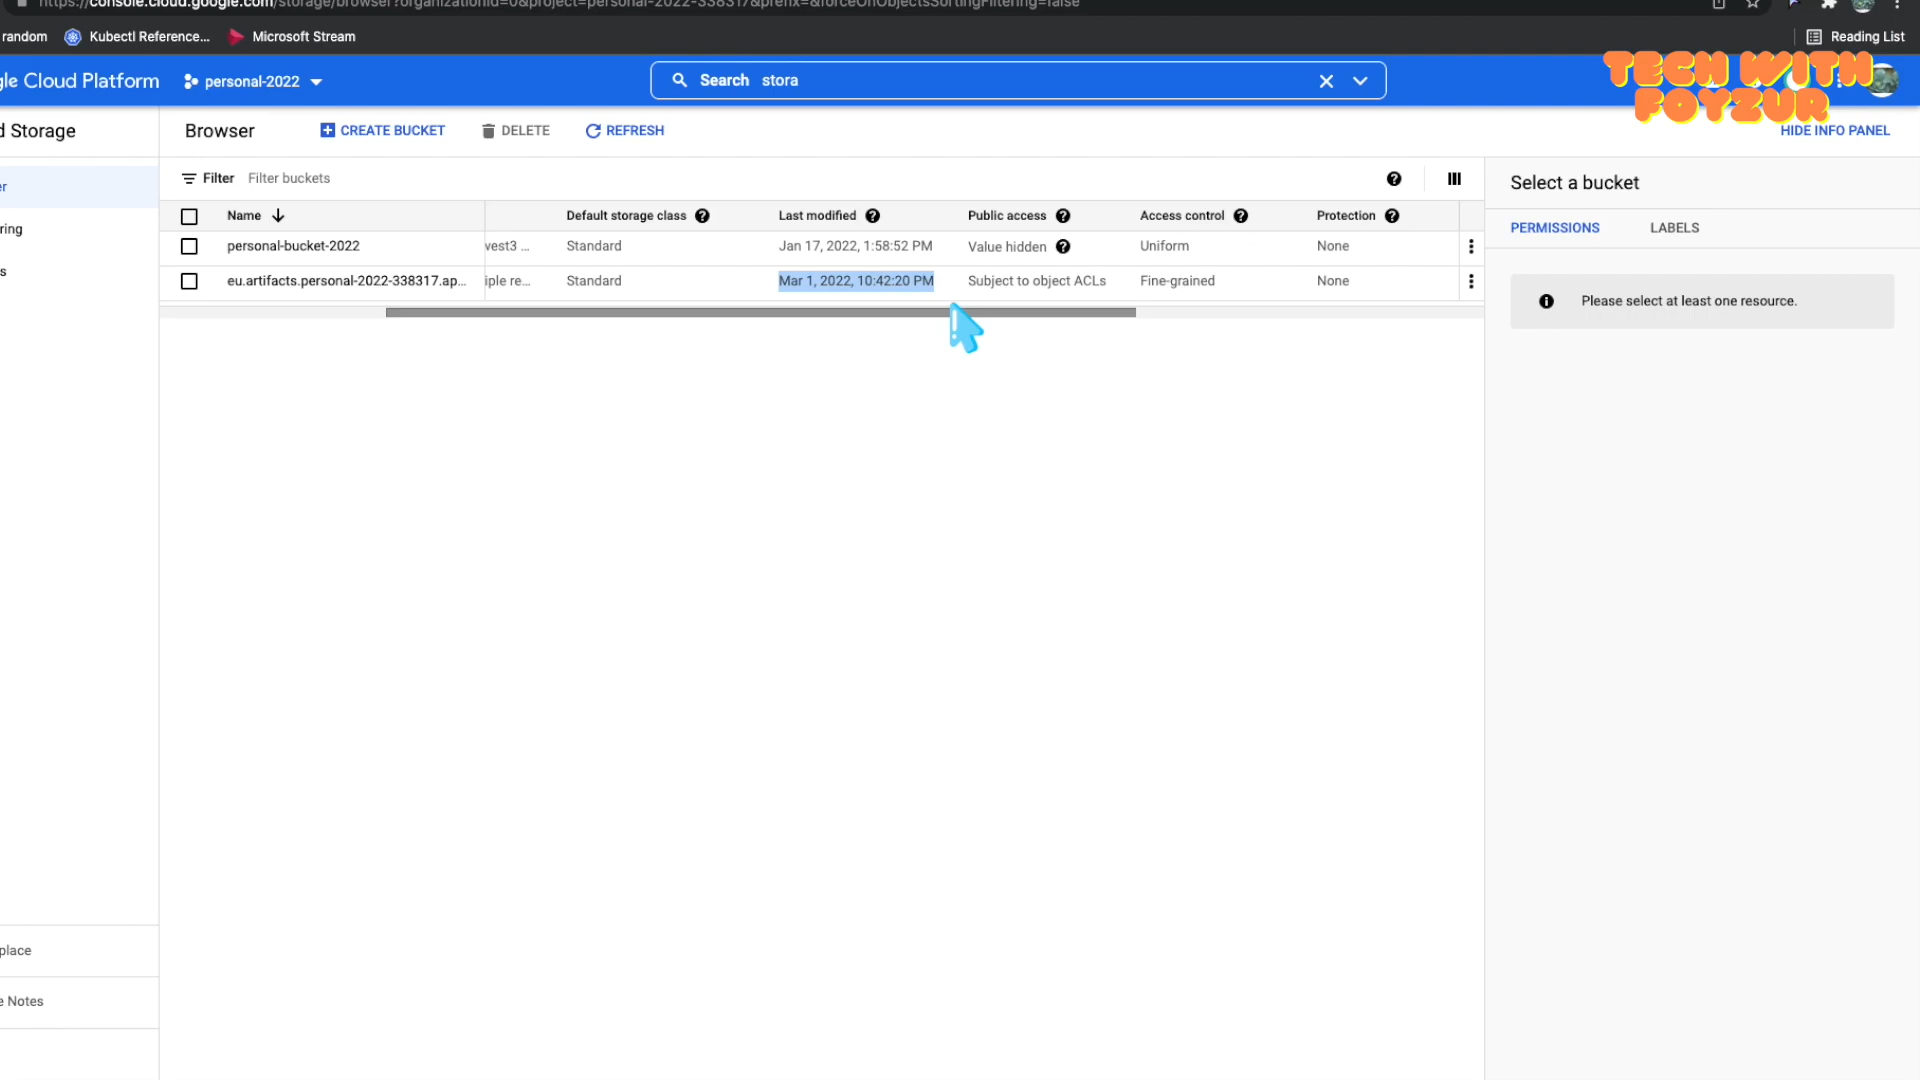 https://console.cloud.google.com/storage/browser?organizationId=0&project=personal-2022-338317&prefix=&forceOnObjectsSortingFiltering=false
random Kubectl Reference... Microsoft Stream Reading List
gle Cloud Platform personal-2022 Search stora
TECH WITH
FOYZUR
d Storage Browser CREATE BUCKET DELETE REFRESH HIDE INFO PANEL
er
ring
s
place
e Notes
Filter Filter buckets
Name Default storage class Last modified Public access Access control Protection
personal-bucket-2022 vest3 ... Standard Jan 17, 2022, 1:58:52 PM Value hidden Uniform None
eu.artifacts.personal-2022-338317.ap... iple re... Standard Mar 1, 2022, 10:42:20 PM Subject to object ACLs Fine-grained None
Select a bucket
PERMISSIONS LABELS
Please select at least one resource.